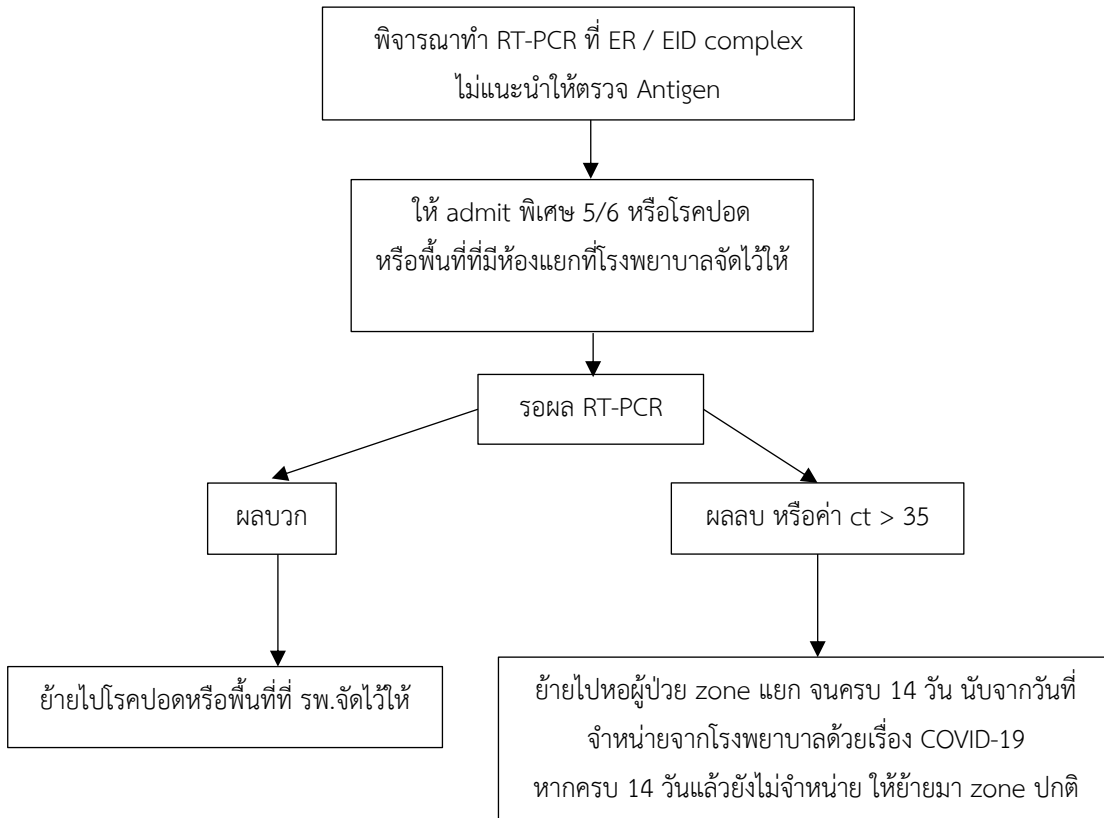 พิจารณาทำ RT-PCR ที่ ER / EID complex
ไม่แนะนำให้ตรวจ Antigen
ให้ admit พิเศษ 5/6 หรือโรคปอด
หรือพื้นที่ที่มีห้องแยกที่โรงพยาบาลจัดไว้ให้
รอผล RT-PCR
ผลบวก
ผลลบ หรือค่า ct > 35
ย้ายไปโรคปอดหรือพื้นที่ที่ รพ.จัดไว้ให้
ย้ายไปหอผู้ป่วย zone แยก จนครบ 14 วัน นับจากวันที่
จำหน่ายจากโรงพยาบาลด้วยเรื่อง COVID-19
หากครบ 14 วันแล้วยังไม่จำหน่าย ให้ย้ายมา zone ปกติ